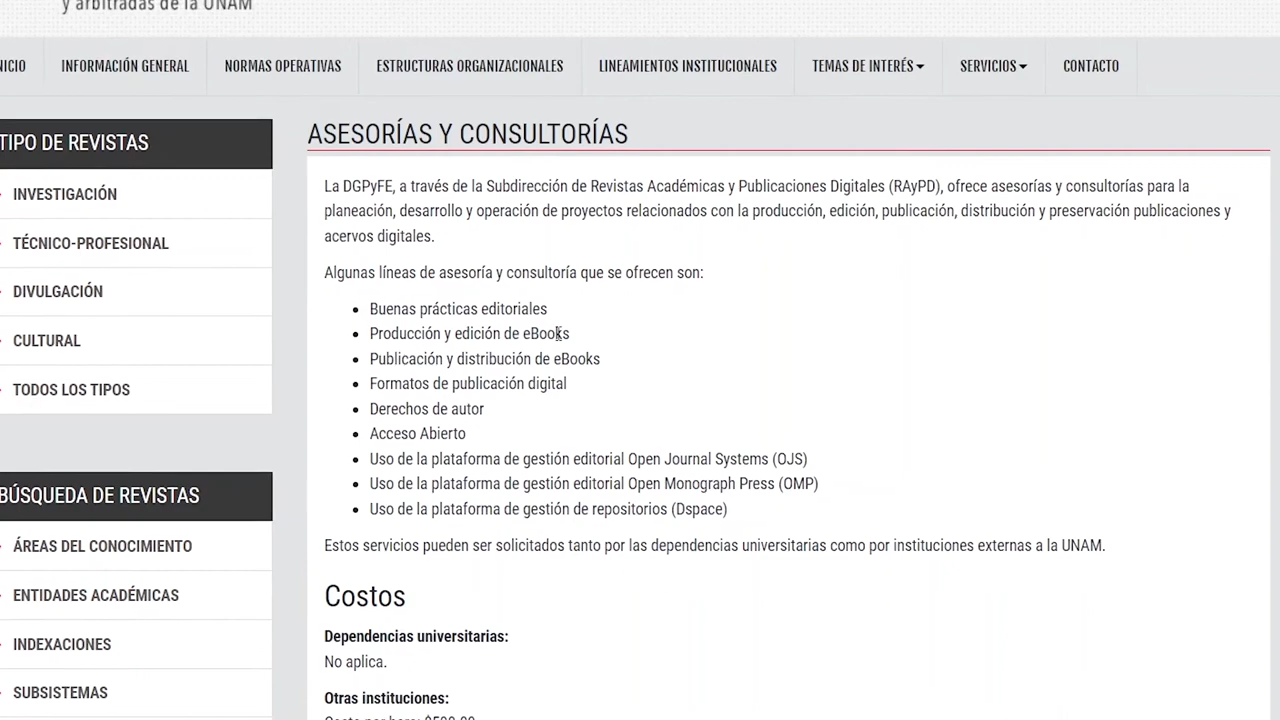 y arbitradas de la UNAM
INFORMACIÓN GENERAL
NORMAS OPERATIVAS
ESTRUCTURAS ORGANIZACIONALES
LINEAMIENTOS INSTITUCIONALES
TEMAS DE INTERÉS
SERVICIOS
CONTACTO
TIPO DE REVISTAS
INVESTIGACIÓN
TÉCNICO-PROFESIONAL
DIVULGACIÓN
CULTURAL
TODOS LOS TIPOS
BÚSQUEDA DE REVISTAS
ÁREAS DEL CONOCIMIENTO
ENTIDADES ACADÉMICAS
INDEXACIONES
SUBSISTEMAS
ASESORÍAS Y CONSULTORÍAS
La DGPyFE, a través de la Subdirección de Revistas Académicas y Publicaciones Digitales (RAyPD), ofrece asesorías y consultorías para la
planeación, desarrollo y operación de proyectos relacionados con la producción, edición, publicación, distribución y preservación publicaciones y
acervos digitales.
Algunas líneas de asesoría y consultoría que se ofrecen son:
Buenas prácticas editoriales
Producción y edición de eBooks
Publicación y distribución de eBooks
Formatos de publicación digital
Derechos de autor
Acceso Abierto
Uso de la plataforma de gestión editorial Open Journal Systems (OJS)
Uso de la plataforma de gestión editorial Open Monograph Press (OMP)
Uso de la plataforma de gestión de repositorios (Dspace)
Estos servicios pueden ser solicitados tanto por las dependencias universitarias como por instituciones externas a la UNAM.
Costos
Dependencias universitarias:
No aplica.
Otras instituciones:
Costo por hora: